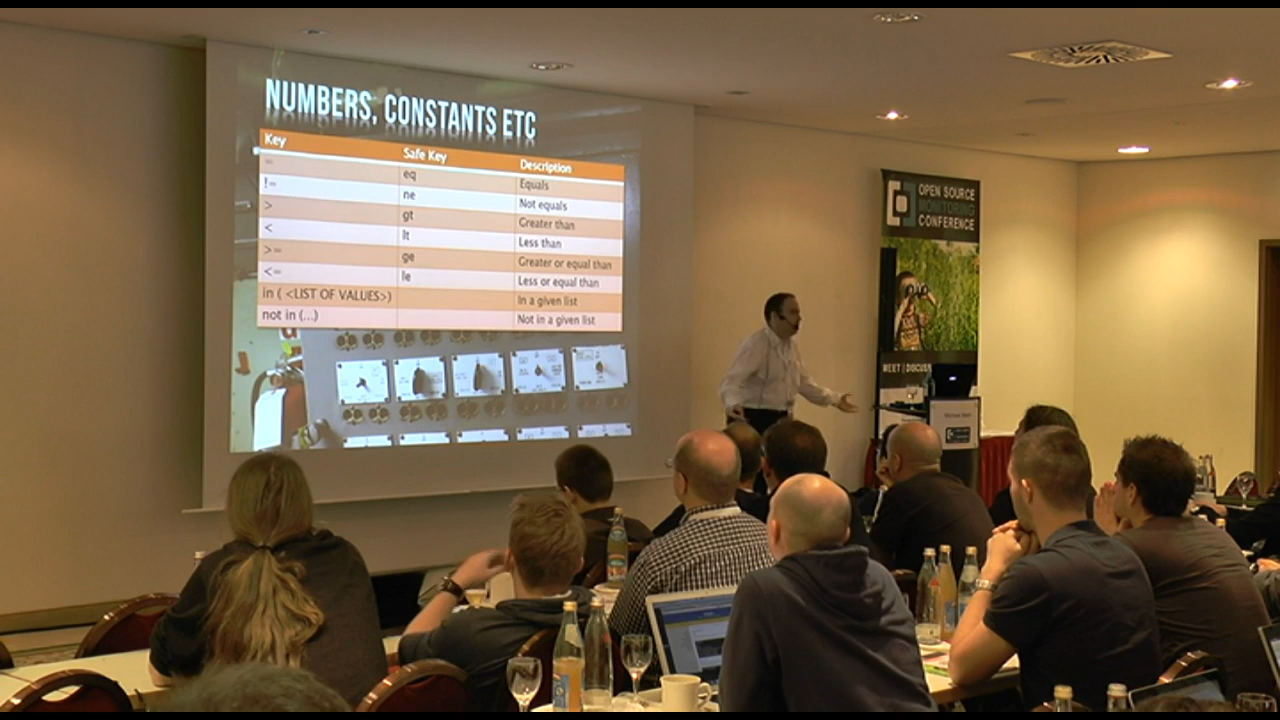 NUMBERS, CONSTANTS ETC
Key Safe Key Description
= eq Equals
!= ne Not equals
> gt Greater than
< lt Less than
>= ge Greater or equal than
<= le Less or equal than
in ( <LIST OF VALUES>) In a given list
not in (...) Not in a given list
OPEN SOURCE
MONITORING
CONFERENCE
MEET | DISCUSS